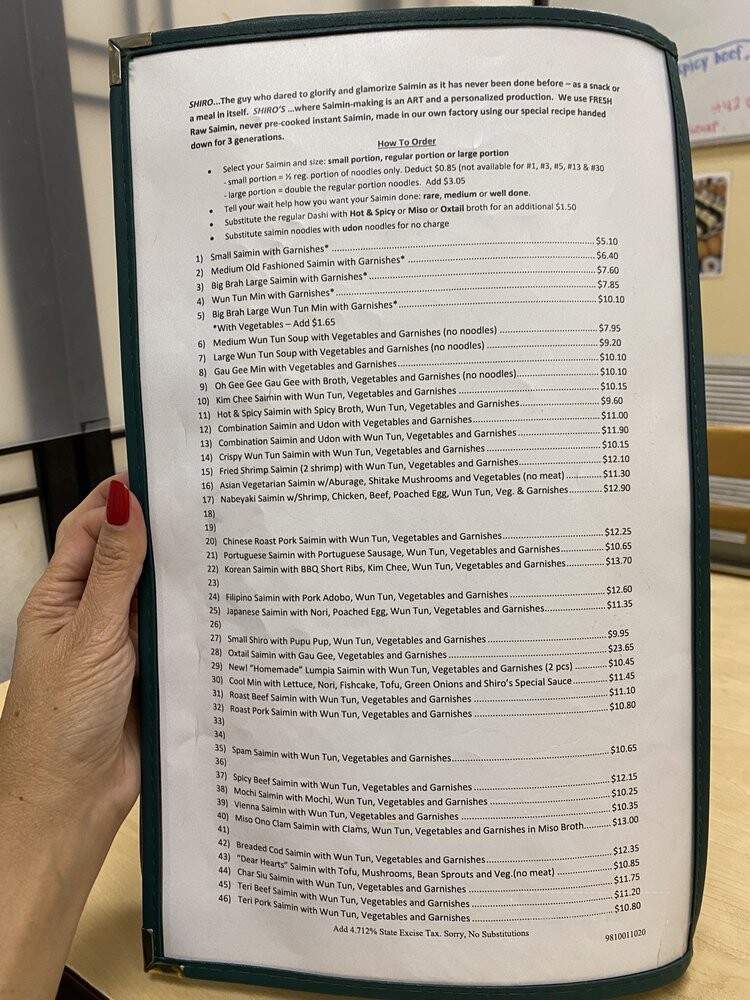 SHIRO...The guy who dared to glorify and glamorize Saimin as it has never been done before – as a snack or
a meal in itself. SHIRO'S ...where Saimin-making is an ART and a personalized production. We use FRESH
Raw Saimin, never pre-cooked instant Saimin, made in our own factory using our special recipe handed
down for 3 generations.
How To Order
• Select your Saimin and size: small portion, regular portion or large portion
- small portion = ½ reg. portion of noodles only. Deduct $0.85 (not available for #1, #3, #5, #13 & #30
- large portion = double the regular portion noodles. Add $3.05
• Tell your wait help how you want your Saimin done: rare, medium or well done.
• Substitute the regular Dashi with Hot & Spicy or Miso or Oxtail broth for an additional $1.50
• Substitute saimin noodles with udon noodles for no charge
1) Small Saimin with Garnishes* $5.10
2) Medium Old Fashioned Saimin with Garnishes* $6.40
3) Big Brah Large Saimin with Garnishes* $7.60
4) Wun Tun Min with Garnishes* $7.85
5) Big Brah Large Wun Tun Min with Garnishes* $10.10
*With Vegetables – Add $1.65
6) Medium Wun Tun Soup with Vegetables and Garnishes (no noodles) $7.95
7) Large Wun Tun Soup with Vegetables and Garnishes (no noodles) $9.20
8) Gau Gee Min with Vegetables and Garnishes $10.10
9) Oh Gee Gee Gau Gee with Broth, Vegetables and Garnishes (no noodles) $10.10
10) Kim Chee Saimin with Wun Tun, Vegetables and Garnishes $10.15
11) Hot & Spicy Saimin with Spicy Broth, Wun Tun, Vegetables and Garnishes $9.60
12) Combination Saimin and Udon with Vegetables and Garnishes $11.00
13) Combination Saimin and Udon with Wun Tun, Vegetables and Garnishes $11.90
14) Crispy Wun Tun Saimin with Wun Tun, Vegetables and Garnishes $10.15
15) Fried Shrimp Saimin (2 shrimp) with Wun Tun, Vegetables and Garnishes $12.10
16) Asian Vegetarian Saimin w/Aburage, Shitake Mushrooms and Vegetables (no meat) $11.30
17) Nabeyaki Saimin w/Shrimp, Chicken, Beef, Poached Egg, Wun Tun, Veg. & Garnishes $12.90
18)
19)
20) Chinese Roast Pork Saimin with Wun Tun, Vegetables and Garnishes $12.25
21) Portuguese Saimin with Portuguese Sausage, Wun Tun, Vegetables and Garnishes $10.65
22) Korean Saimin with BBQ Short Ribs, Kim Chee, Wun Tun, Vegetables and Garnishes $13.70
23)
24) Filipino Saimin with Pork Adobo, Wun Tun, Vegetables and Garnishes $12.60
25) Japanese Saimin with Nori, Poached Egg, Wun Tun, Vegetables and Garnishes $11.35
26)
27) Small Shiro with Pupu Pup, Wun Tun, Vegetables and Garnishes $9.95
28) Oxtail Saimin with Gau Gee, Vegetables and Garnishes $23.65
29) New! "Homemade" Lumpia Saimin with Wun Tun, Vegetables and Garnishes (2 pcs) $10.45
30) Cool Min with Lettuce, Nori, Fishcake, Tofu, Green Onions and Shiro's Special Sauce $11.45
31) Roast Beef Saimin with Wun Tun, Vegetables and Garnishes $11.10
32) Roast Pork Saimin with Wun Tun, Vegetables and Garnishes $10.80
33)
34)
35) Spam Saimin with Wun Tun, Vegetables and Garnishes $10.65
36)
37) Spicy Beef Saimin with Wun Tun, Vegetables and Garnishes $12.15
38) Mochi Saimin with Mochi, Wun Tun, Vegetables and Garnishes $10.25
39) Vienna Saimin with Wun Tun, Vegetables and Garnishes $10.35
40) Miso Ono Clam Saimin with Clams, Wun Tun, Vegetables and Garnishes in Miso Broth $13.00
41)
42) Breaded Cod Saimin with Wun Tun, Vegetables and Garnishes $12.35
43) "Dear Hearts" Saimin with Tofu, Mushrooms, Bean Sprouts and Veg.(no meat) $10.85
44) Char Siu Saimin with Wun Tun, Vegetables and Garnishes $11.75
45) Teri Beef Saimin with Wun Tun, Vegetables and Garnishes $11.20
46) Teri Pork Saimin with Wun Tun, Vegetables and Garnishes $10.80
Add 4.712% State Excise Tax. Sorry, No Substitutions
9810011020